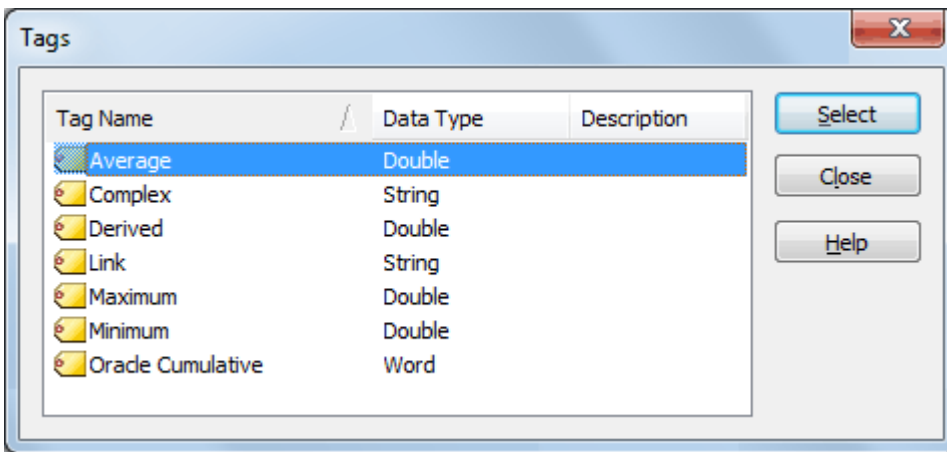 Tags
Tag Name Data Type Description
Average Double
Complex String
Derived Double
Link String
Maximum Double
Minimum Double
Oracle Cumulative Word
Select
Close
Help